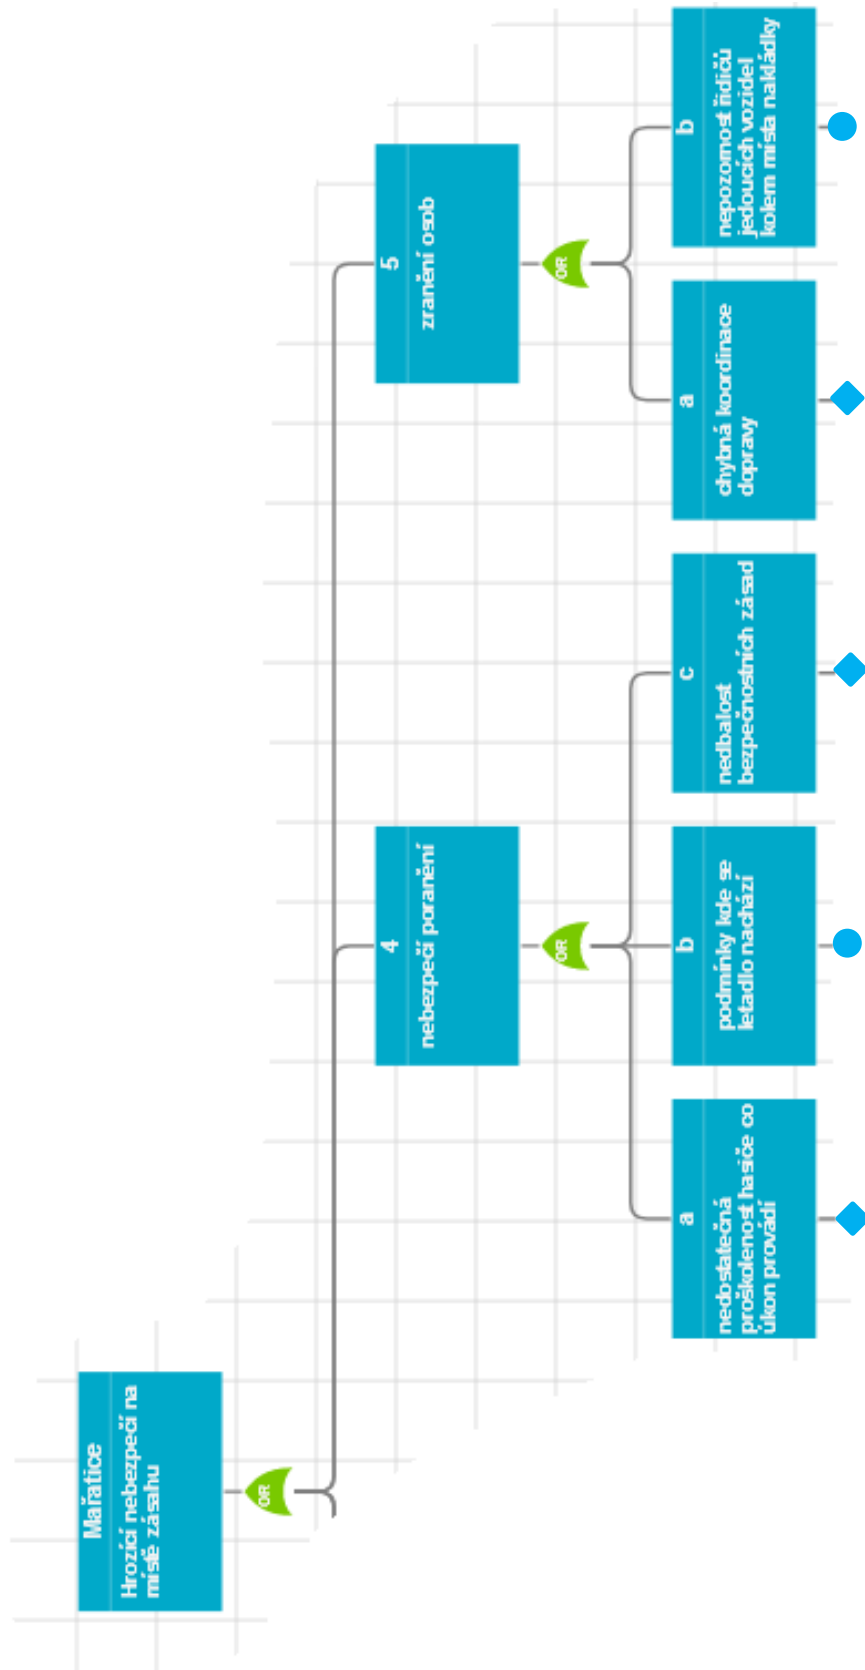 Mařatice
Hrozící nebezpečí na
místě zásahu
OR
4
nebezpečí poranění
5
zranění osob
OR
OR
a
nedostatečná
proškolenost hasiče co
úkon provádí
b
podmínky kde se
letadlo nachází
c
nedbalost
bezpečnostních zásad
a
chybná koordinace
dopravy
b
nepozornost řidičů
jedoucích vozidel
kolem místa nakládky